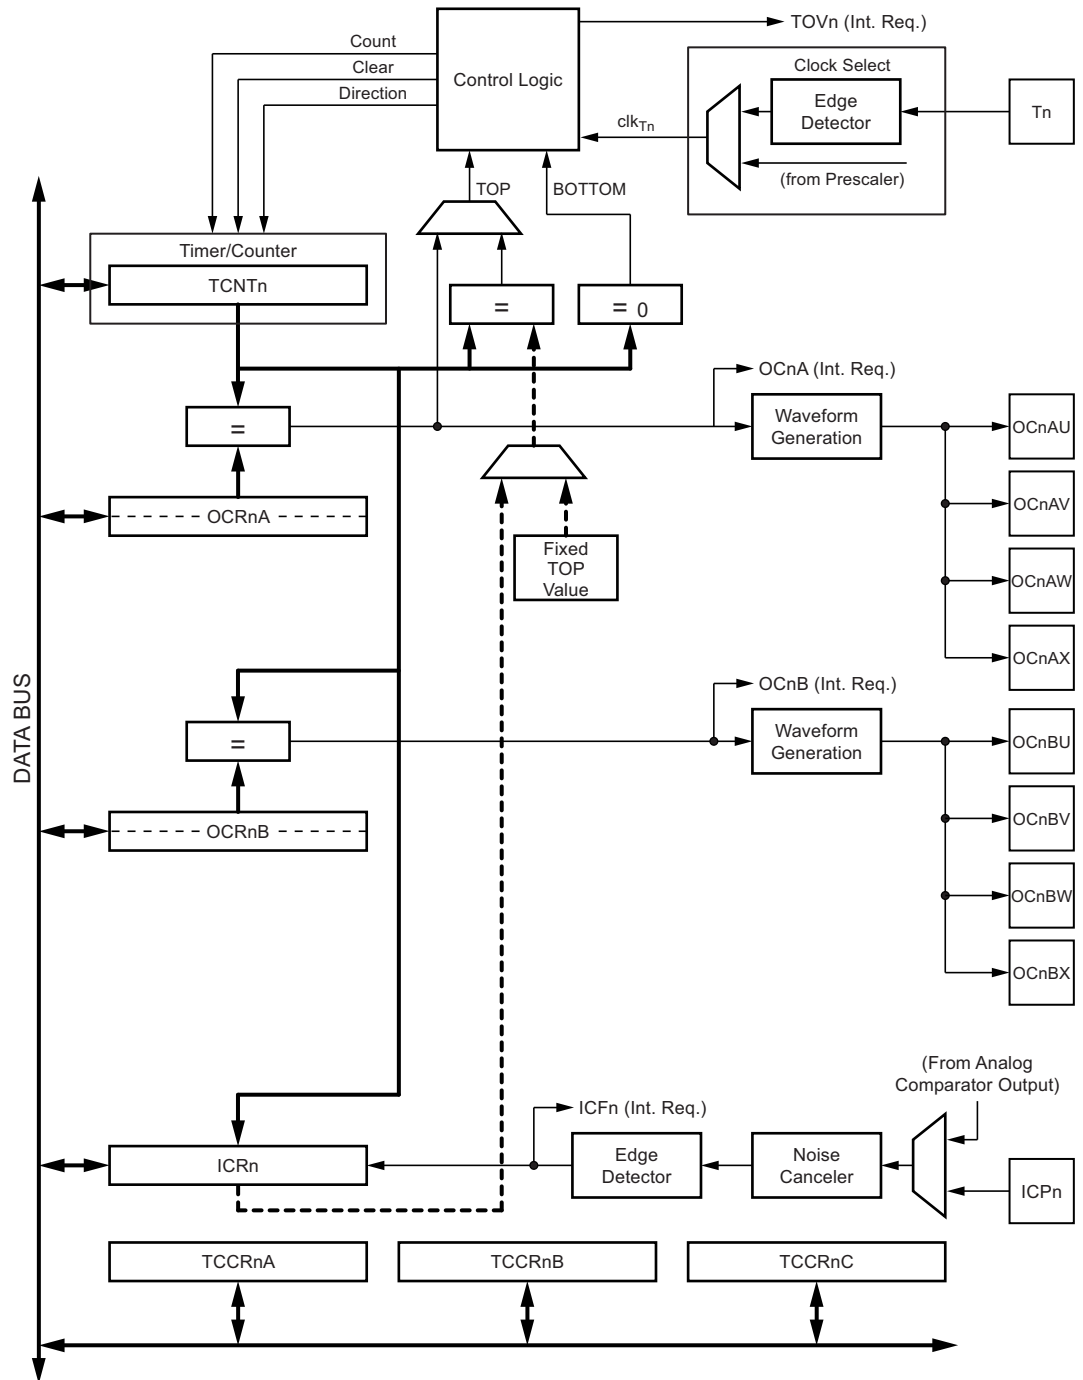 TOVn (Int. Req.)
Count
Clear
Direction
Control Logic
Clock Select
Edge
Detector
Tn
clkTn
(from Prescaler)
TOP
BOTTOM
Timer/Counter
TCNTn
=
= 0
OCnA (Int. Req.)
=
Waveform
Generation
OCnAU
OCRnA
OCnAV
Fixed
TOP
Value
OCnAW
OCnAX
DATA BUS
OCnB (Int. Req.)
=
Waveform
Generation
OCnBU
OCRnB
OCnBV
OCnBW
OCnBX
(From Analog
Comparator Output)
ICFn (Int. Req.)
ICRn
Edge
Detector
Noise
Canceler
ICPn
TCCRnA
TCCRnB
TCCRnC